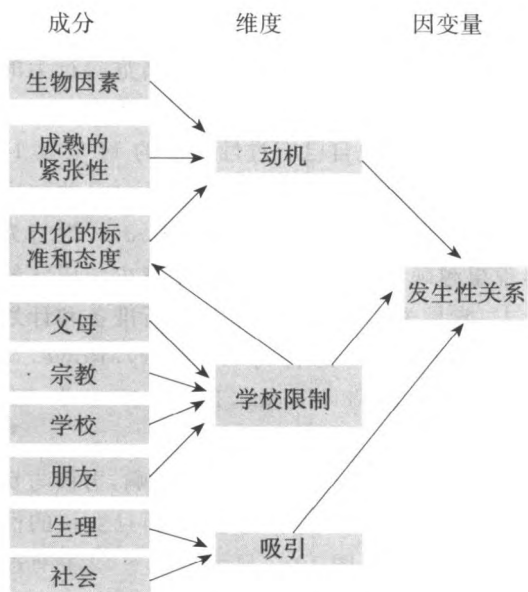 成分 维度 因变量
生物因素
成熟的
紧张性
动机
内化的标
准和态度
发生性关系
父母
宗教
学校限制
学校
朋友
生理
吸引
社会